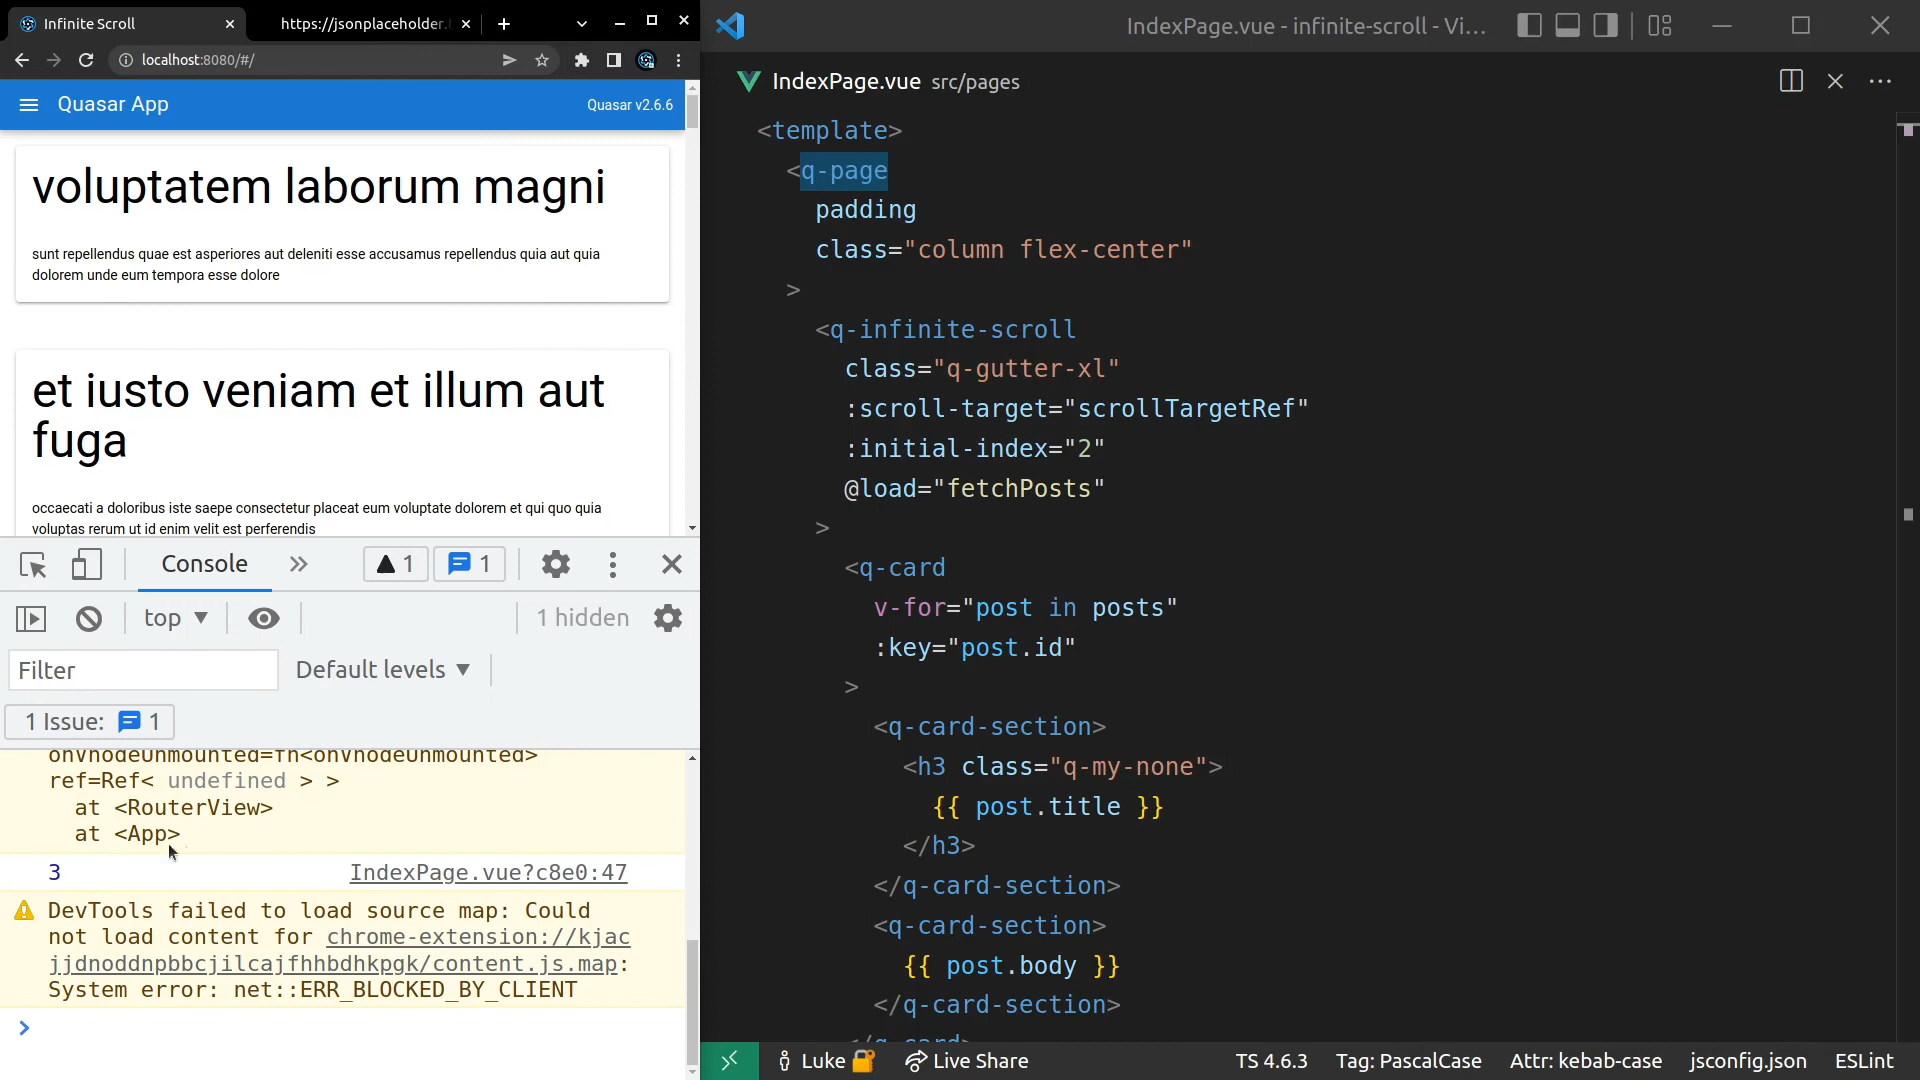 Infinite Scroll
https://jsonplaceholder.
localhost:8080/#/
Quasar App
Quasar v2.6.6
voluptatem laborum magni
sunt repellendus quae est asperiores aut deleniti esse accusamus repellendus quia aut quia
dolorem unde eum tempora esse dolore
et iusto veniam et illum aut
fuga
occaecati a doloribus iste saepe consectetur placeat eum voluptate dolorem et qui quo quia
voluptas rerum ut id enim velit est perferendis
Console
1
1
top
1 hidden
Filter
Default levels
1 Issue: 1
onVnodeUnmounted=fn<onVnodeUnmounted>
ref=Ref< undefined > >
at <RouterView>
at <App>
3 IndexPage.vue?c8e0:47
DevTools failed to load source map: Could
not load content for chrome-extension://kjac
jjdnoddnpbbcjilcajfhhbdhkpgk/content.js.map:
System error: net::ERR_BLOCKED_BY_CLIENT
IndexPage.vue - infinite-scroll - Vi...
IndexPage.vue src/pages
<template>
<q-page
padding
class="column flex-center"
>
<q-infinite-scroll
class="q-gutter-xl"
:scroll-target="scrollTargetRef"
:initial-index="2"
@load="fetchPosts"
>
<q-card
v-for="post in posts"
:key="post.id"
>
<q-card-section>
<h3 class="q-my-none">
{{ post.title }}
</h3>
</q-card-section>
<q-card-section>
{{ post.body }}
</q-card-section>
</q-card>
Luke
Live Share
TS 4.6.3
Tag: PascalCase
Attr: kebab-case
jsconfig.json
ESLint